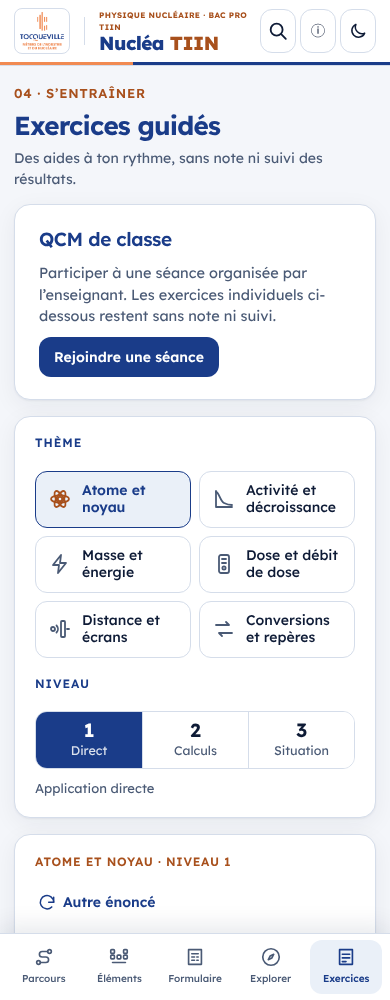 TOCQUEVILLE
PHYSIQUE NUCLÉAIRE · BAC PRO
TIIN
Nucléa TIIN
04 · S’ENTRAÎNER
Exercices guidés
Des aides à ton rythme, sans note ni suivi des
résultats.
QCM de classe
Participer à une séance organisée par
l’enseignant. Les exercices individuels ci-
dessous restent sans note ni suivi.
Rejoindre une séance
THÈME
Atome et
noyau
Activité et
décroissance
Masse et
énergie
Dose et débit
de dose
Distance et
écrans
Conversions
et repères
NIVEAU
1
Direct
2
Calculs
3
Situation
Application directe
ATOME ET NOYAU · NIVEAU 1
Autre énoncé
Parcours
Éléments
Formulaire
Explorer
Exercices